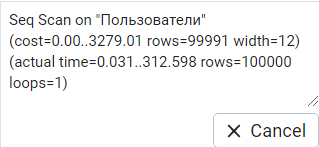 Seq Scan on "Пользователи"
(cost=0.00..3279.01 rows=99991 width=12)
(actual time=0.031..312.598 rows=100000
loops=1)
Cancel